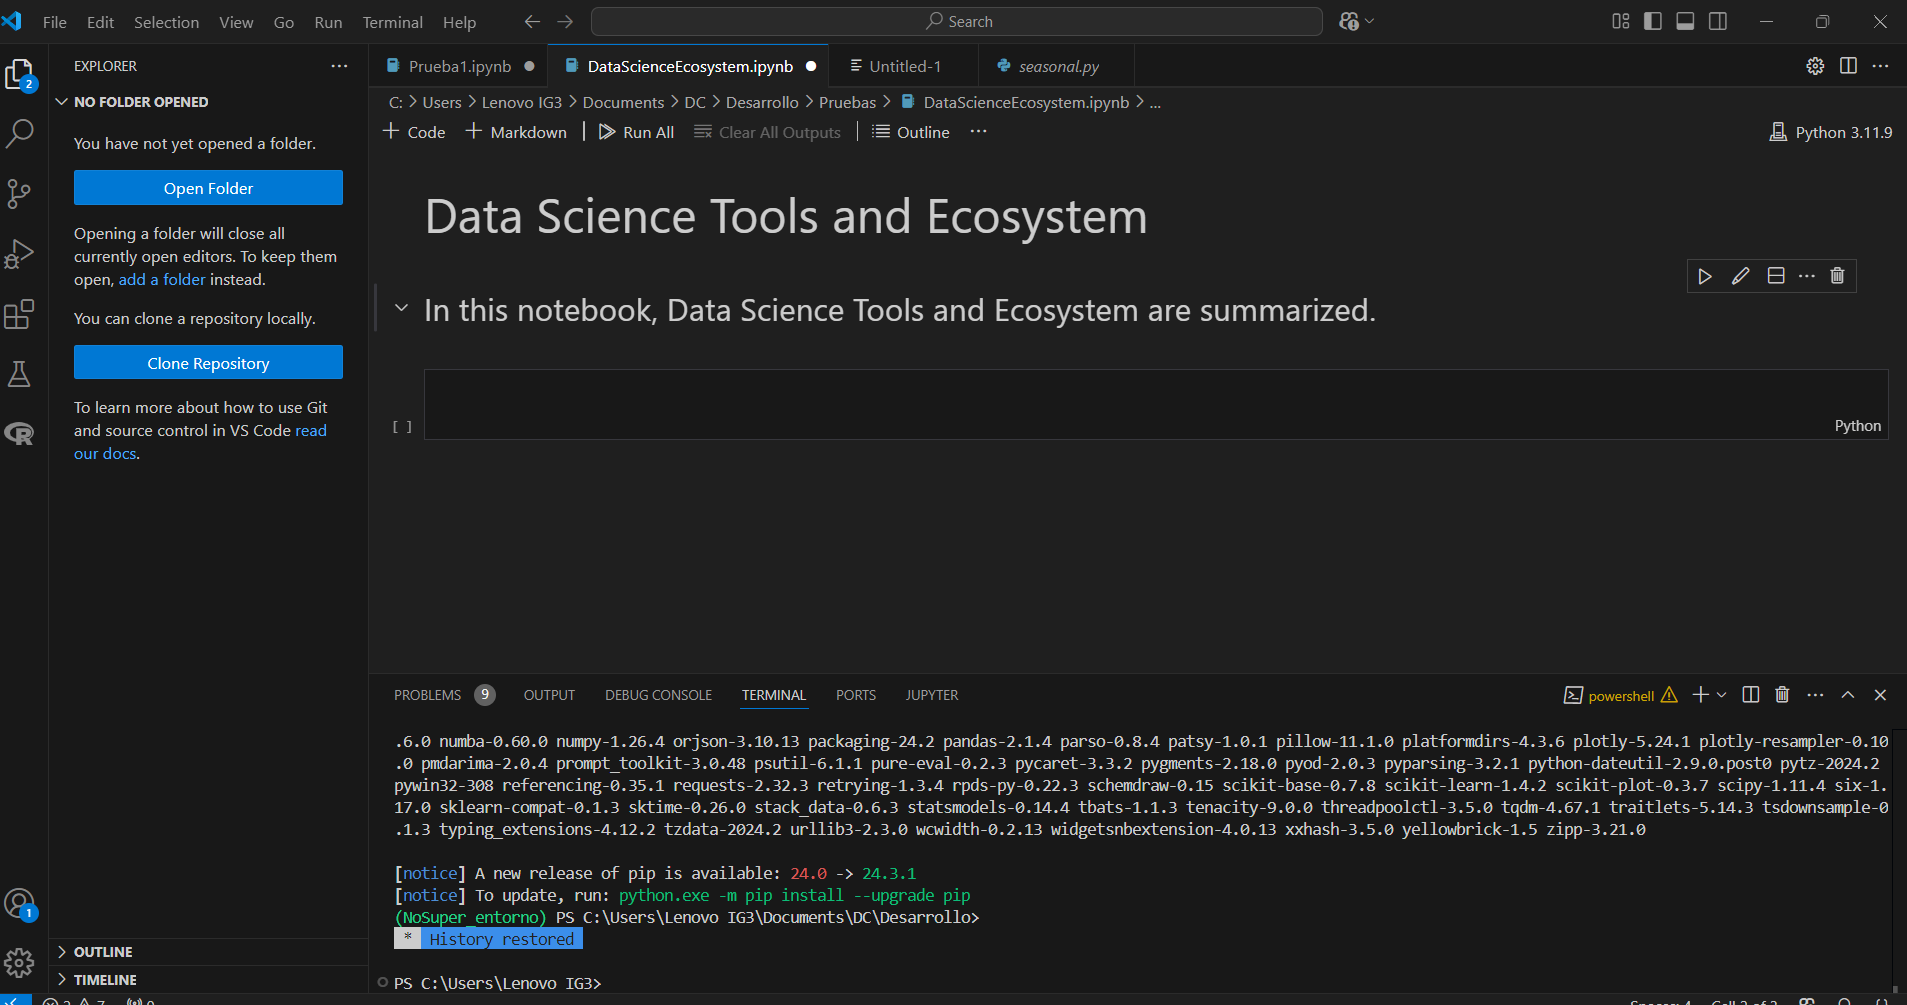 File Edit Selection View Go Run Terminal Help
Search
EXPLORER
2
NO FOLDER OPENED
You have not yet opened a folder.
Open Folder
Opening a folder will close all
currently open editors. To keep them
open, add a folder instead.
You can clone a repository locally.
Clone Repository
To learn more about how to use Git
and source control in VS Code read
our docs.
1
OUTLINE
TIMELINE
Prueba1.ipynb DataScienceEcosystem.ipynb Untitled-1 seasonal.py
C: > Users > Lenovo IG3 > Documents > DC > Desarrollo > Pruebas > DataScienceEcosystem.ipynb > ...
+ Code + Markdown Run All Clear All Outputs Outline ...
Python 3.11.9
Data Science Tools and Ecosystem
In this notebook, Data Science Tools and Ecosystem are summarized.
[ ]
Python
PROBLEMS 9 OUTPUT DEBUG CONSOLE TERMINAL PORTS JUPYTER
powershell
.6.0 numba-0.60.0 numpy-1.26.4 orjson-3.10.13 packaging-24.2 pandas-2.1.4 parso-0.8.4 patsy-1.0.1 pillow-11.1.0 platformdirs-4.3.6 plotly-5.24.1 plotly-resampler-0.10
.0 pmdarima-2.0.4 prompt_toolkit-3.0.48 psutil-6.1.1 pure-eval-0.2.3 pycaret-3.3.2 pygments-2.18.0 pyod-2.0.3 pyparsing-3.2.1 python-dateutil-2.9.0.post0 pytz-2024.2
pywin32-308 referencing-0.35.1 requests-2.32.3 retrying-1.3.4 rpds-py-0.22.3 schemdraw-0.15 scikit-base-0.7.8 scikit-learn-1.4.2 scikit-plot-0.3.7 scipy-1.11.4 six-1.
17.0 sklearn-compat-0.1.3 sktime-0.26.0 stack_data-0.6.3 statsmodels-0.14.4 tbats-1.1.3 tenacity-9.0.0 threadpoolctl-3.5.0 tqdm-4.67.1 traitlets-5.14.3 tsdownsample-0
.1.3 typing_extensions-4.12.2 tzdata-2024.2 urllib3-2.3.0 wcwidth-0.2.13 widgetsnbextension-4.0.13 xxhash-3.5.0 yellowbrick-1.5 zipp-3.21.0
[notice] A new release of pip is available: 24.0 -> 24.3.1
[notice] To update, run: python.exe -m pip install --upgrade pip
(NoSuper_entorno) PS C:\Users\Lenovo IG3\Documents\DC\Desarrollo>
* History restored
PS C:\Users\Lenovo IG3>